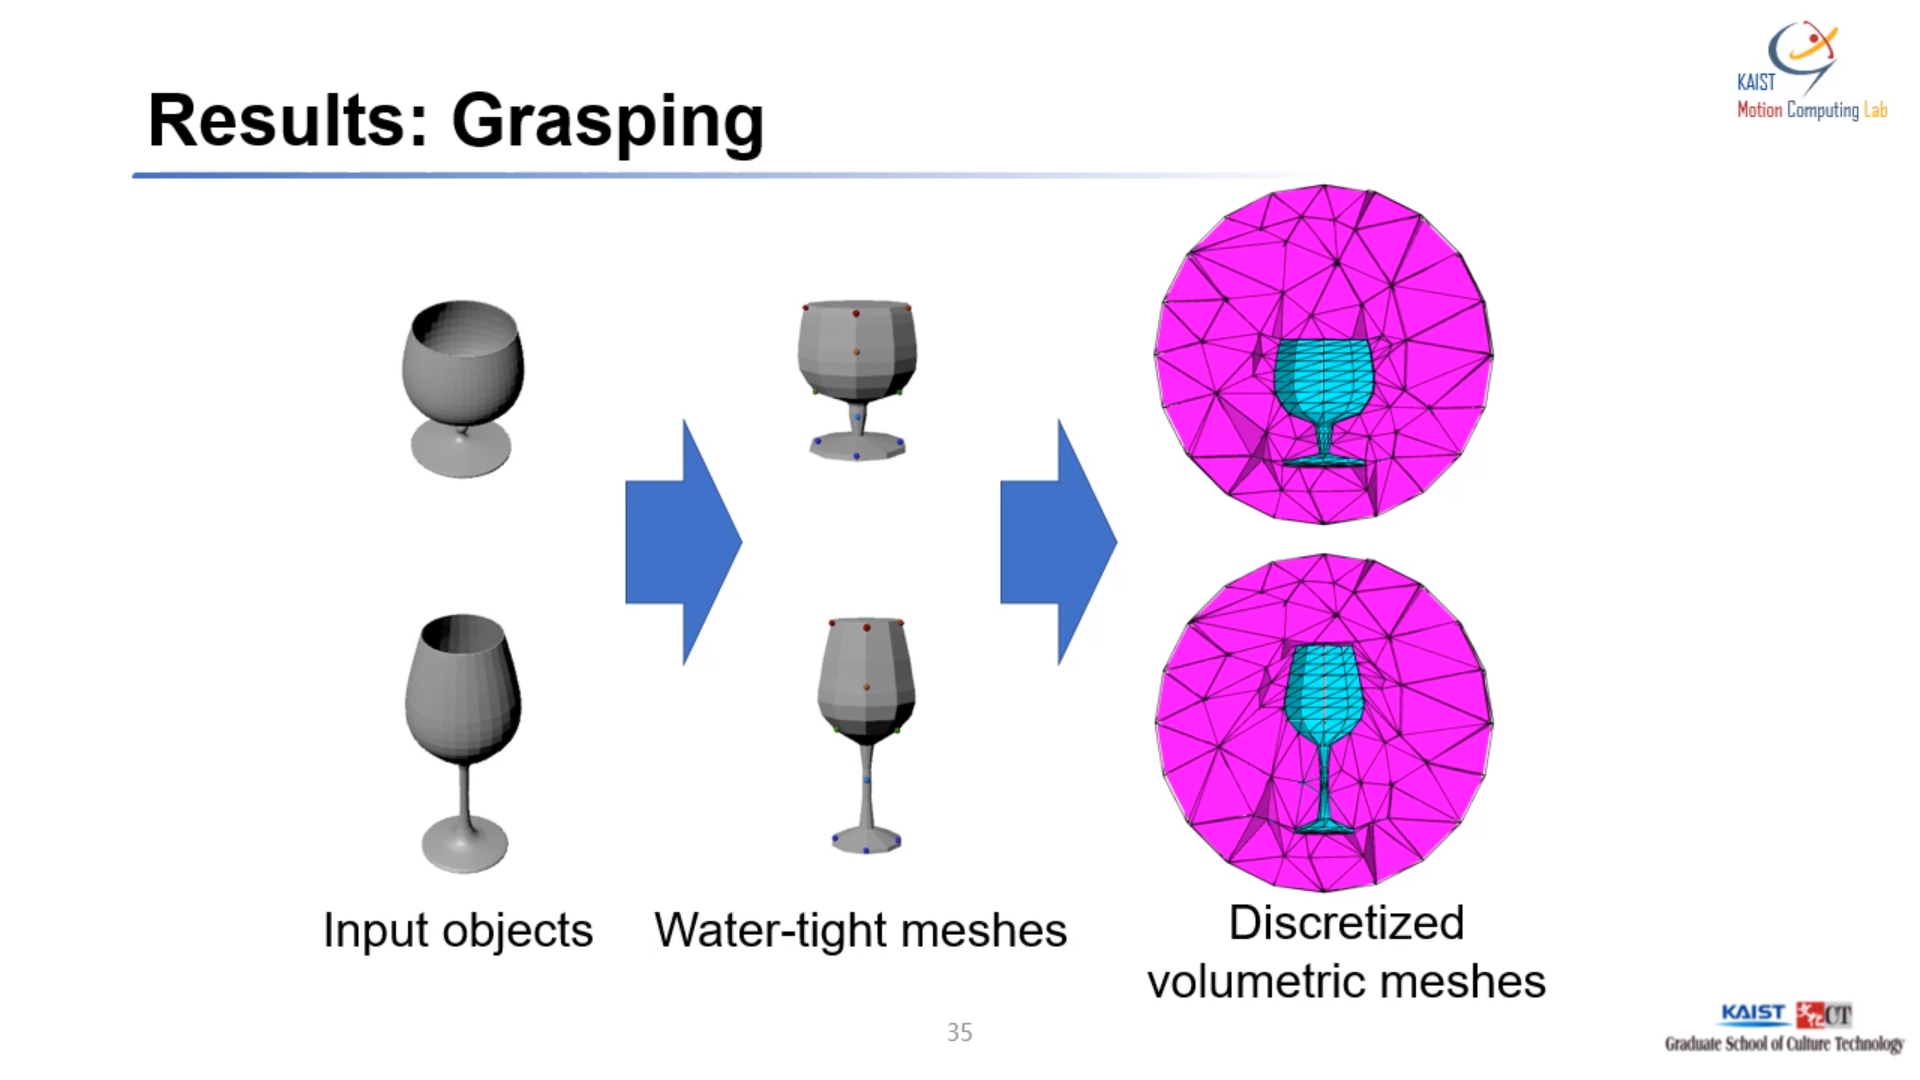 KAIST
Motion Computing Lab
Results: Grasping
Input objects
Water-tight meshes
Discretized
volumetric meshes
35
KAIST CT
Graduate School of Culture Technology